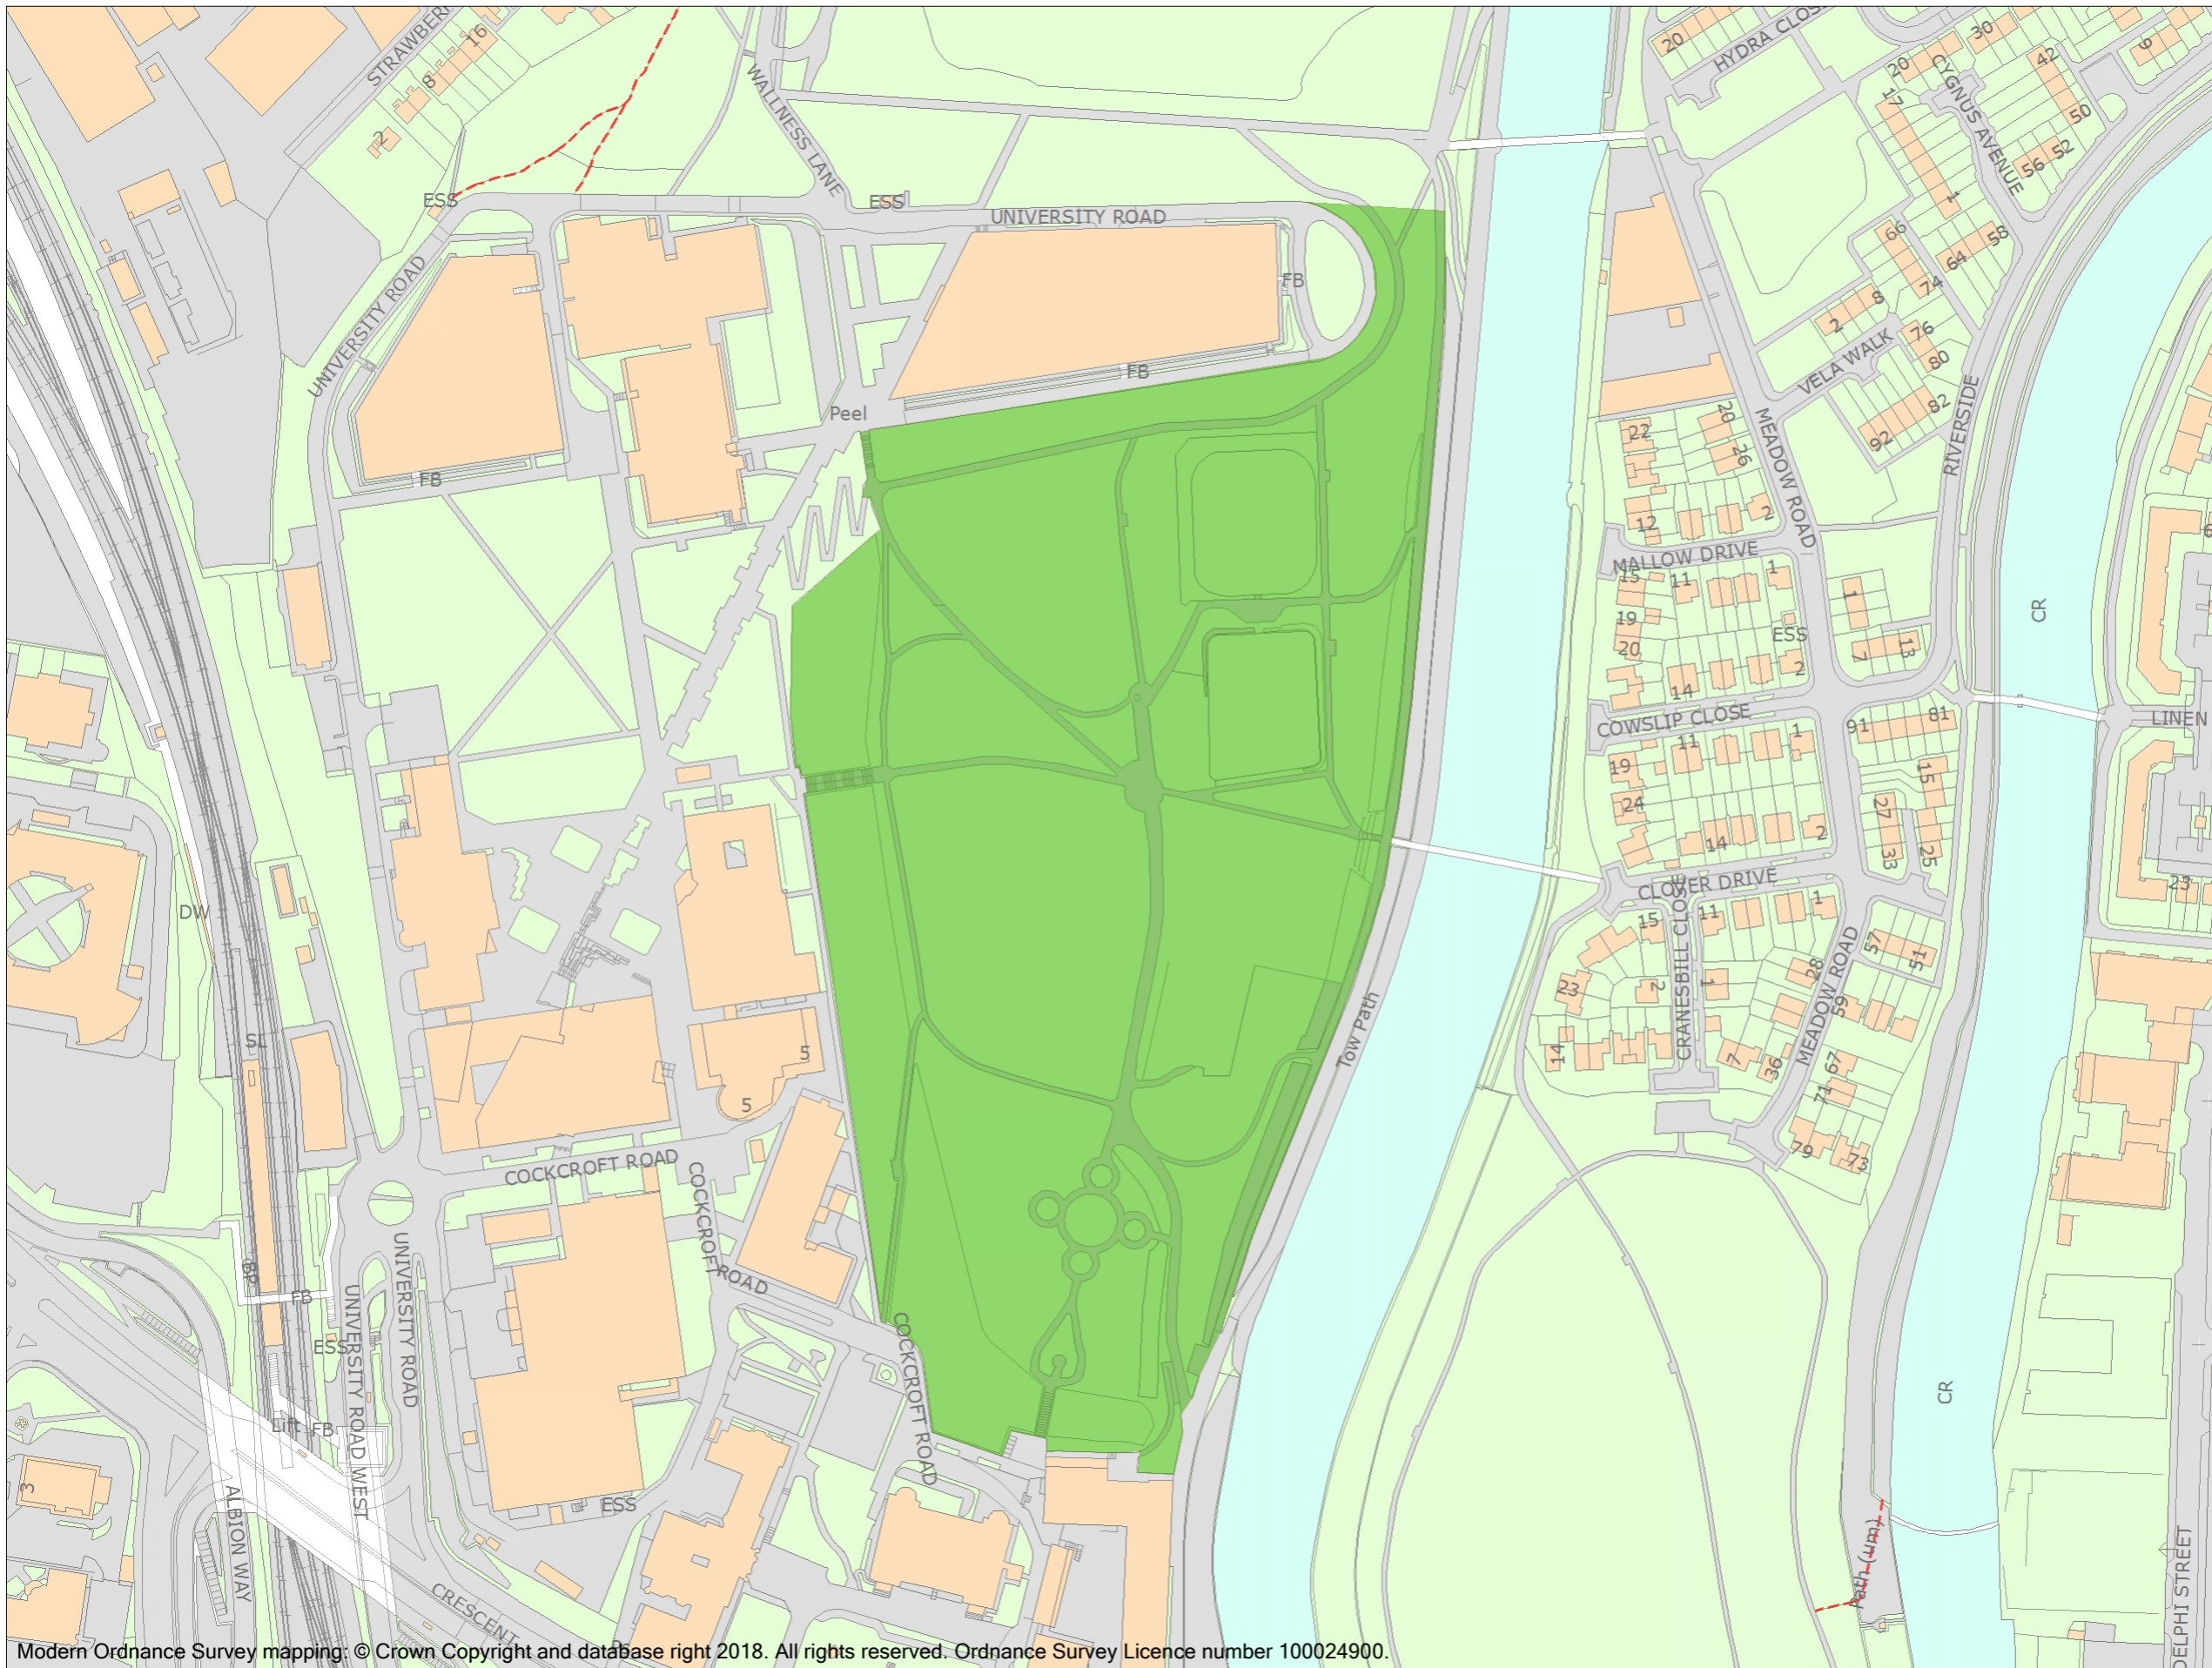 STRAWBERR
16
8
2
HYDRA CLOSE
20
30
20
42
9
CYGNUS AVENUE
17
50
52
56
1
WALLNESS LANE
ESS
ESS
UNIVERSITY ROAD
UNIVERSITY ROAD
FB
66
58
64
74
8
2
76
80
VELA WALK
82
92
RIVERSIDE
FB
Peel
FB
MEADOW ROAD
20
22
26
12
2
MALLOW DRIVE
15
11
1
19
20
ESS
1
7
13
14
2
CR
COWSLIP CLOSE
LINEN
91
81
11
1
19
15
24
27
14
2
33
25
CLOVER DRIVE
CRANESBILL CLOSE
23
DW
15
11
1
57
51
28
23
2
1
59
MEADOW ROAD
SL
Tow Path
5
14
7
36
67
5
71
79
73
COCKCROFT ROAD
COCKCROFT ROAD
UNIVERSITY ROAD
UNIVERSITY ROAD WEST
FB
COCKCROFT ROAD
ESS
CR
Lift
FB
3
ESS
ALBION WAY
CRESCENT
Path (um)
DELPHI STREET
Modern Ordnance Survey mapping: © Crown Copyright and database right 2018. All rights reserved. Ordnance Survey Licence number 100024900.